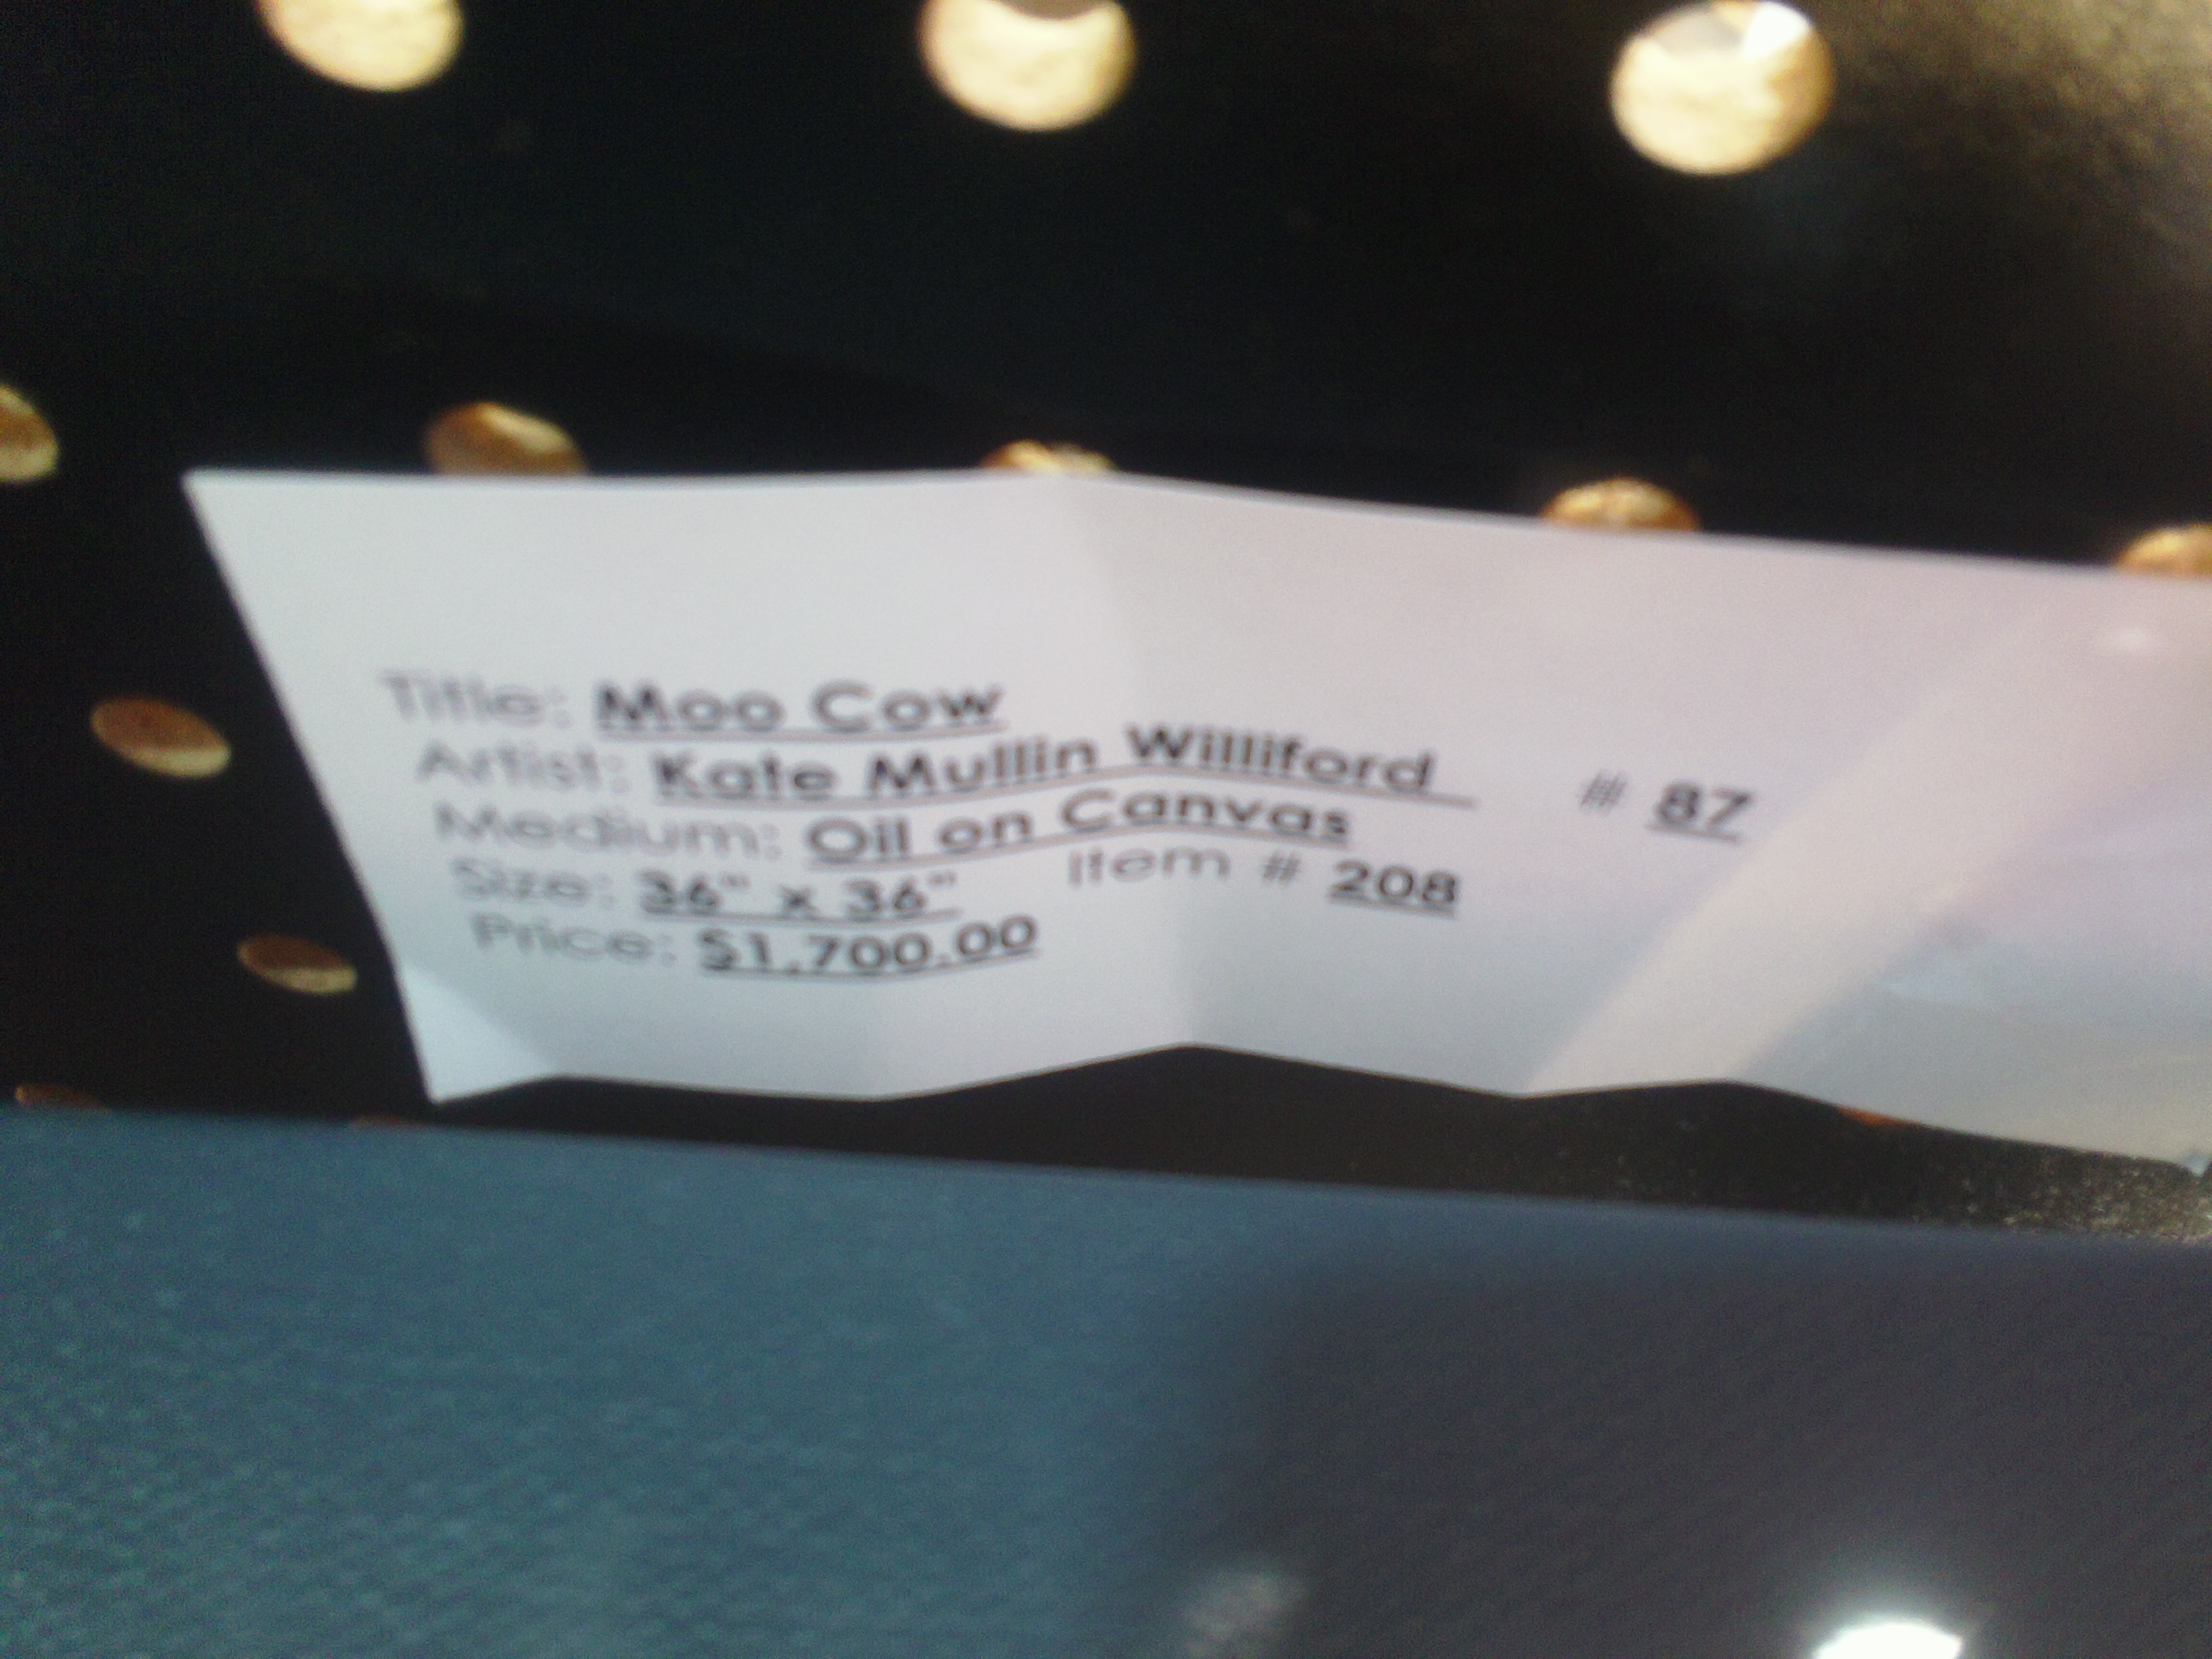 Title: Moo Cow
Artist: Kate Mullin Williford # 87
Medium: Oil on Canvas
Size: 36" x 36" Item # 208
Price: $1,700.00